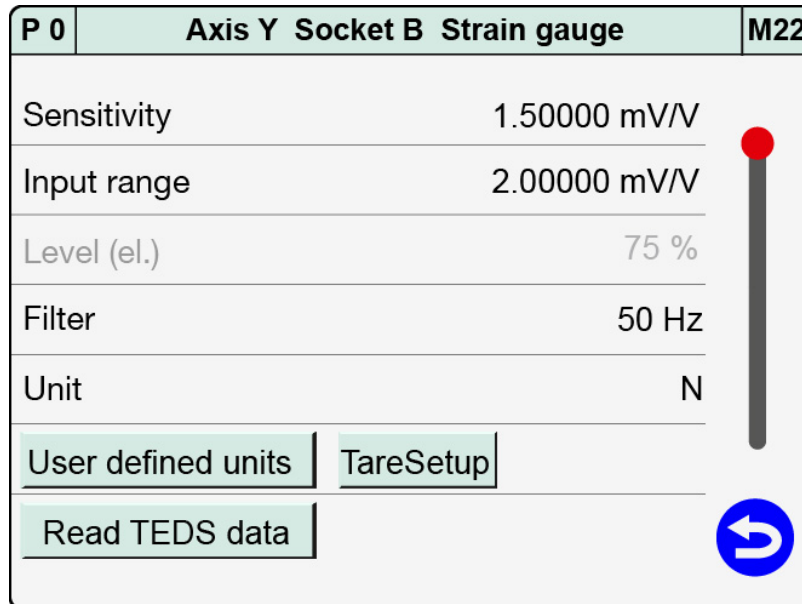 P 0 Axis Y Socket B Strain gauge M22
Sensitivity 1.50000 mV/V
Input range 2.00000 mV/V
Level (el.) 75 %
Filter 50 Hz
Unit N
User defined units TareSetup
Read TEDS data